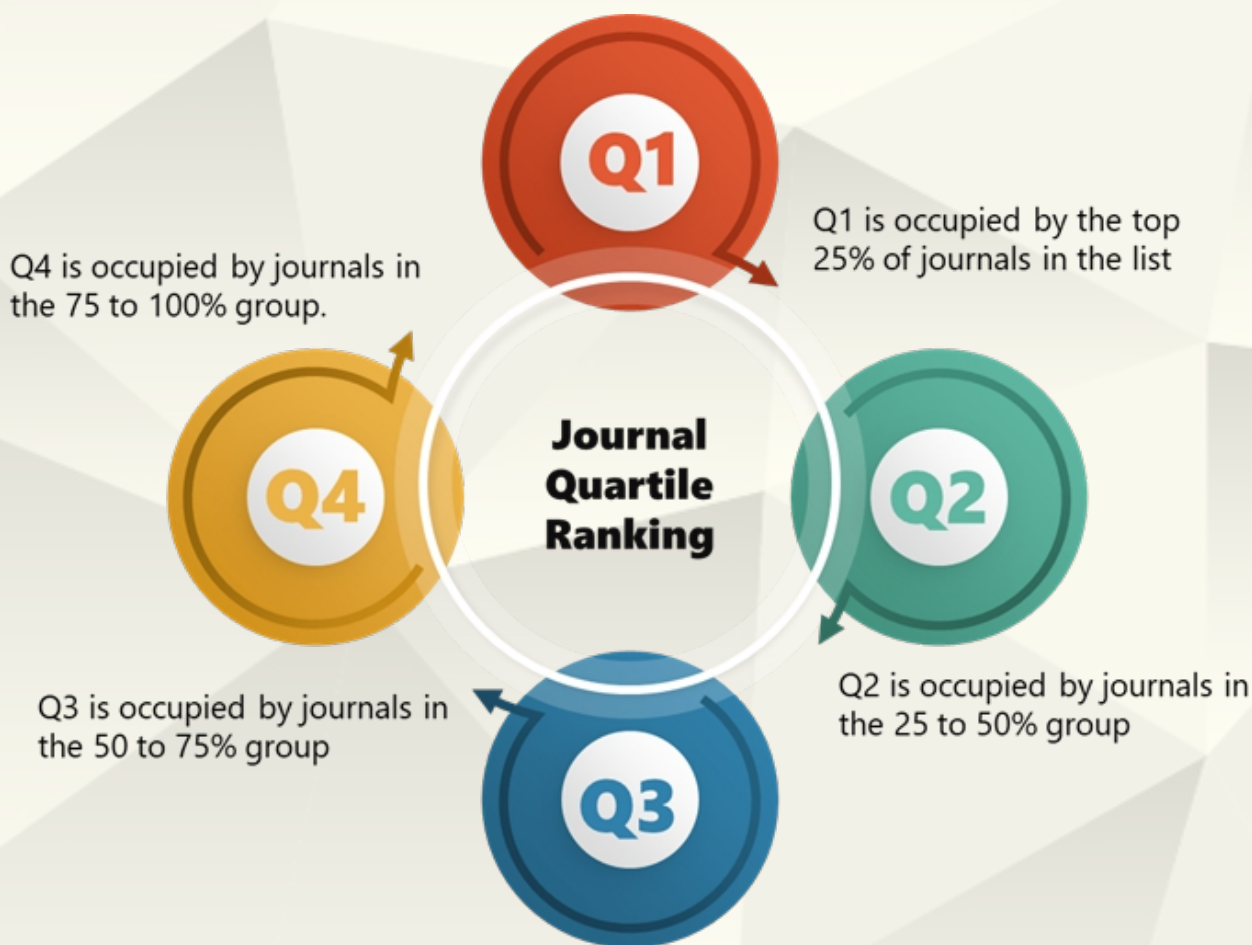 Q1
Q1 is occupied by the top
25% of journals in the list
Q4 is occupied by journals in
the 75 to 100% group.
Journal
Quartile
Ranking
Q4
Q2
Q3 is occupied by journals in
the 50 to 75% group
Q2 is occupied by journals in
the 25 to 50% group
Q3